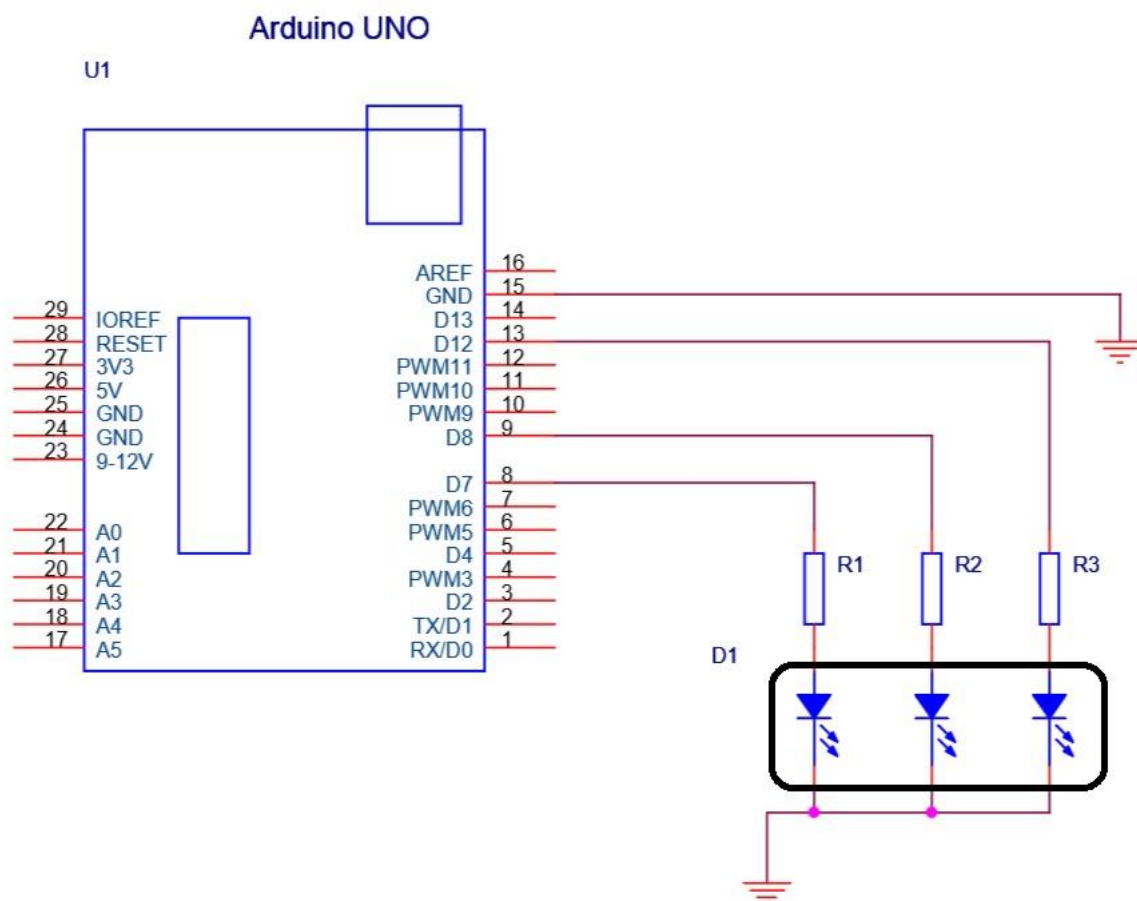 Arduino UNO
U1
AREF 16
GND 15
29 IOREF D13 14
28 RESET D12 13
27 3V3 PWM11 12
26 5V PWM10 11
25 GND PWM9 10
24 GND D8 9
23 9-12V
D7 8
PWM6 7
22 A0 PWM5 6
21 A1 D4 5
20 A2 PWM3 4
19 A3 D2 3
18 A4 TX/D1 2
17 A5 RX/D0 1
R1 R2 R3
D1